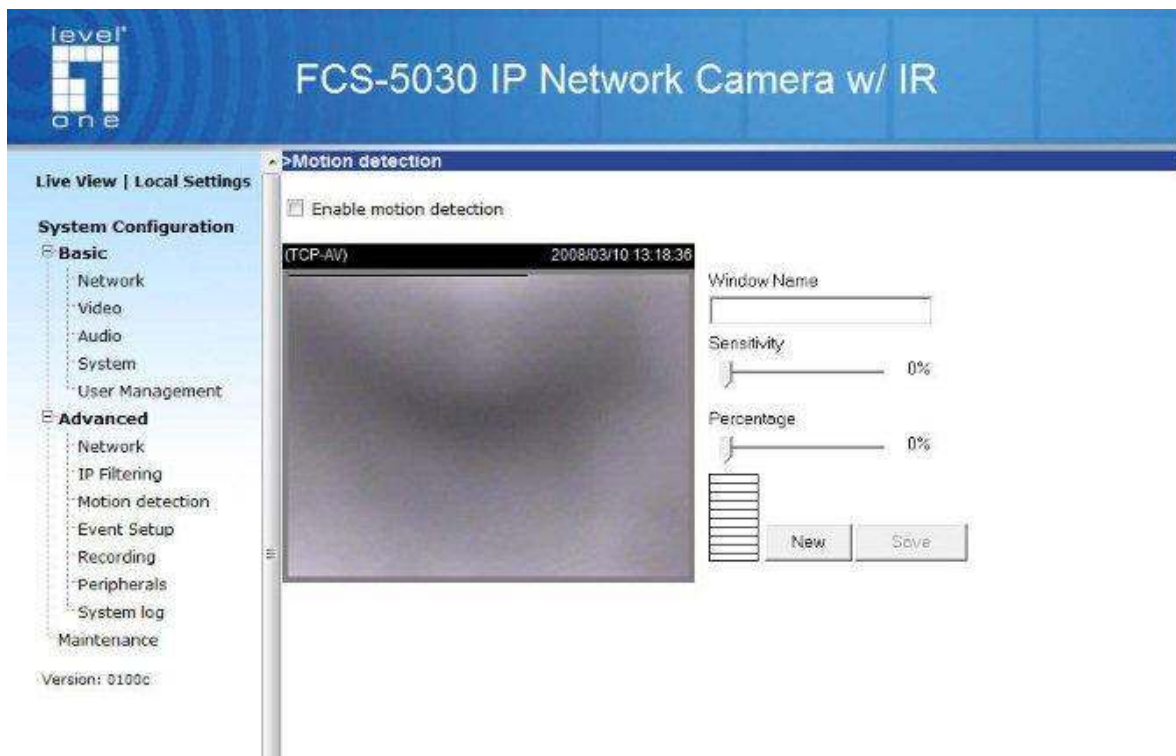 level one
FCS-5030 IP Network Camera w/ IR
Live View | Local Settings
System Configuration
Basic
Network
Video
Audio
System
User Management
Advanced
Network
IP Filtering
Motion detection
Event Setup
Recording
Peripherals
System log
Maintenance
Version: 0100c
>Motion detection
Enable motion detection
(TCP-AV) 2008/03/10 13:18:36
Window Name
Sensitivity
0%
Percentage
0%
New Save